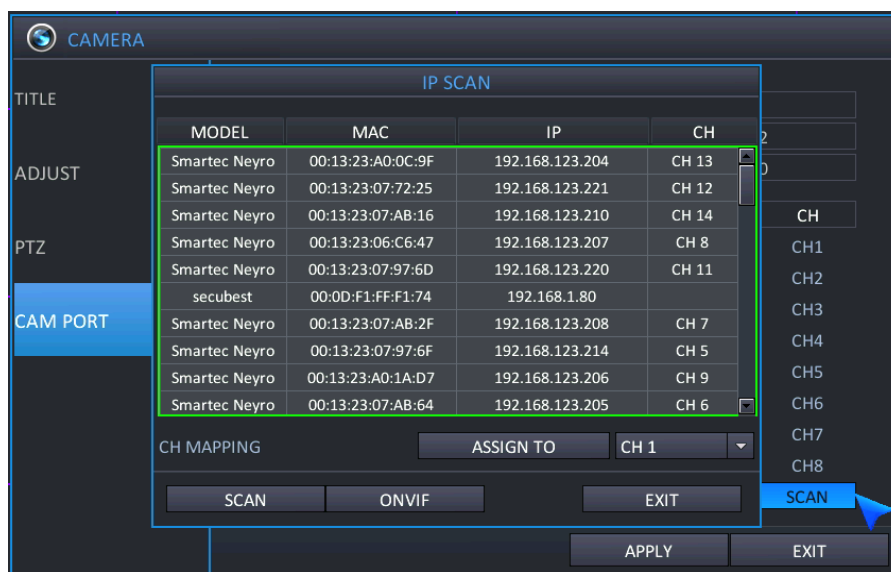 CAMERA
IP SCAN
TITLE
MODEL MAC IP CH
2
Smartec Neyro 00:13:23:A0:0C:9F 192.168.123.204 CH 13
0
ADJUST
Smartec Neyro 00:13:23:07:72:25 192.168.123.221 CH 12
Smartec Neyro 00:13:23:07:AB:16 192.168.123.210 CH 14
CH
PTZ
Smartec Neyro 00:13:23:06:C6:47 192.168.123.207 CH 8
CH1
Smartec Neyro 00:13:23:07:97:6D 192.168.123.220 CH 11
CH2
secubest 00:0D:F1:FF:F1:74 192.168.1.80
CH3
CAM PORT
Smartec Neyro 00:13:23:07:AB:2F 192.168.123.208 CH 7
CH4
Smartec Neyro 00:13:23:07:97:6F 192.168.123.214 CH 5
CH5
Smartec Neyro 00:13:23:A0:1A:D7 192.168.123.206 CH 9
Smartec Neyro 00:13:23:07:AB:64 192.168.123.205 CH 6
CH6
CH7
CH MAPPING ASSIGN TO CH 1
CH8
SCAN ONVIF EXIT
SCAN
APPLY EXIT